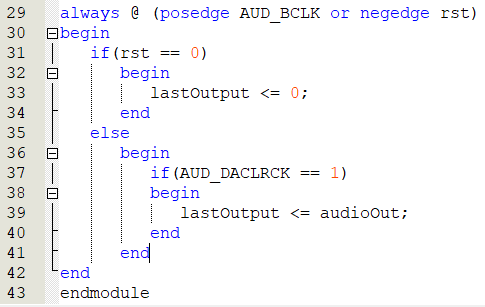 29 always @ (posedge AUD_BCLK or negedge rst)
30 begin
31 if(rst == 0)
32 begin
33 lastOutput <= 0;
34 end
35 else
36 begin
37 if(AUD_DACLRCK == 1)
38 begin
39 lastOutput <= audioOut;
40 end
41 end
42 end
43 endmodule